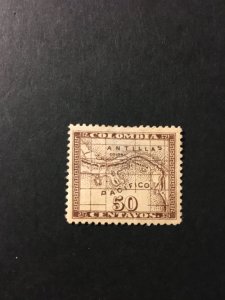 COLOMBIA
ANTILLAS
PACIFICO
50
CENTAVOS